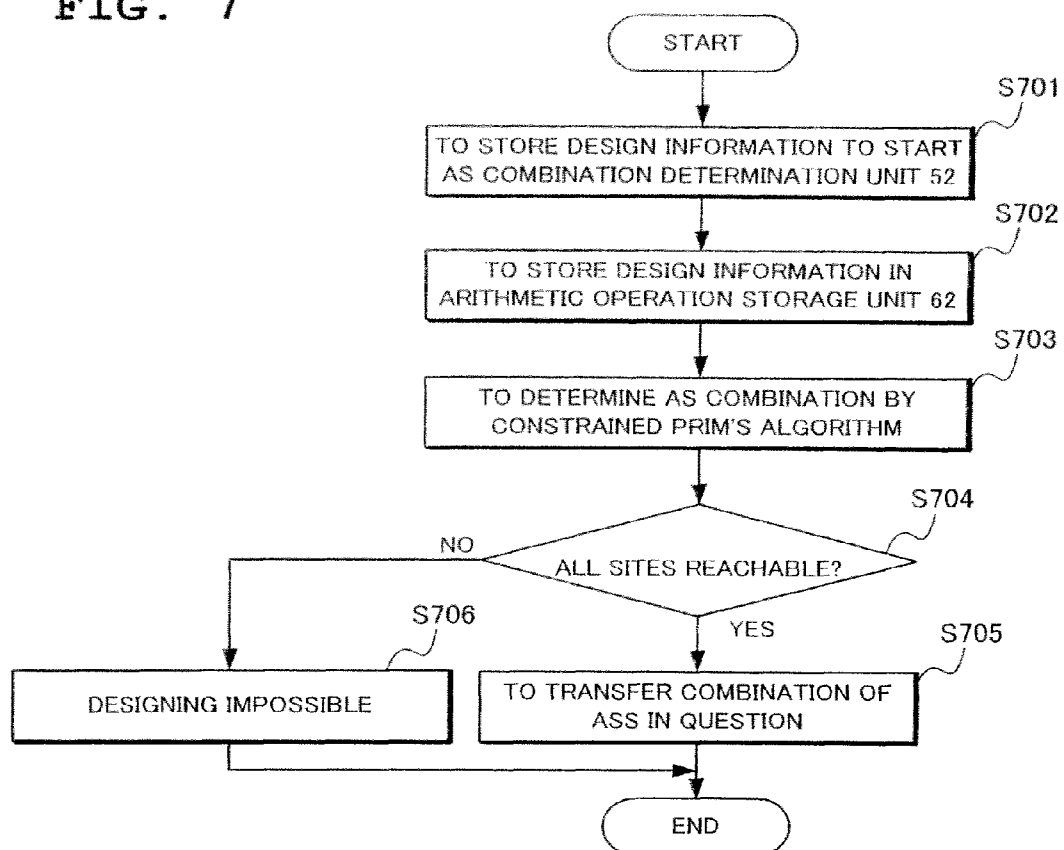 FIG. 7
START
S701
TO STORE DESIGN INFORMATION TO START
AS COMBINATION DETERMINATION UNIT 52
S702
TO STORE DESIGN INFORMATION IN
ARITHMETIC OPERATION STORAGE UNIT 62
S703
TO DETERMINE AS COMBINATION BY
CONSTRAINED PRIM'S ALGORITHM
S704
NO
ALL SITES REACHABLE?
YES
S706
S705
DESIGNING IMPOSSIBLE
TO TRANSFER COMBINATION OF
ASS IN QUESTION
END